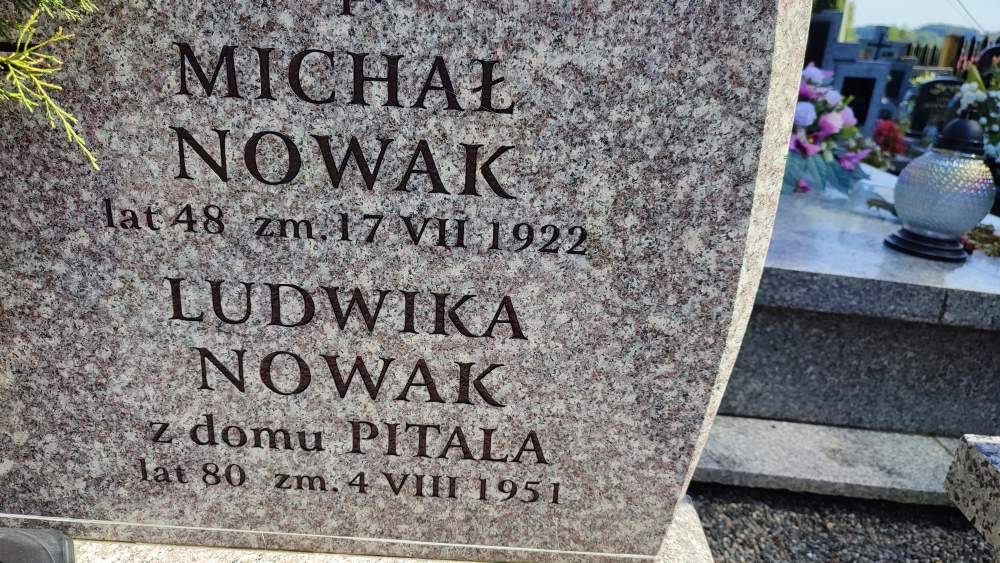 P
MICHAŁ
NOWAK
lat 48 zm. 17 VII 1922
LUDWIKA
NOWAK
z domu PITALA
lat 80 zm. 4 VIII 1951